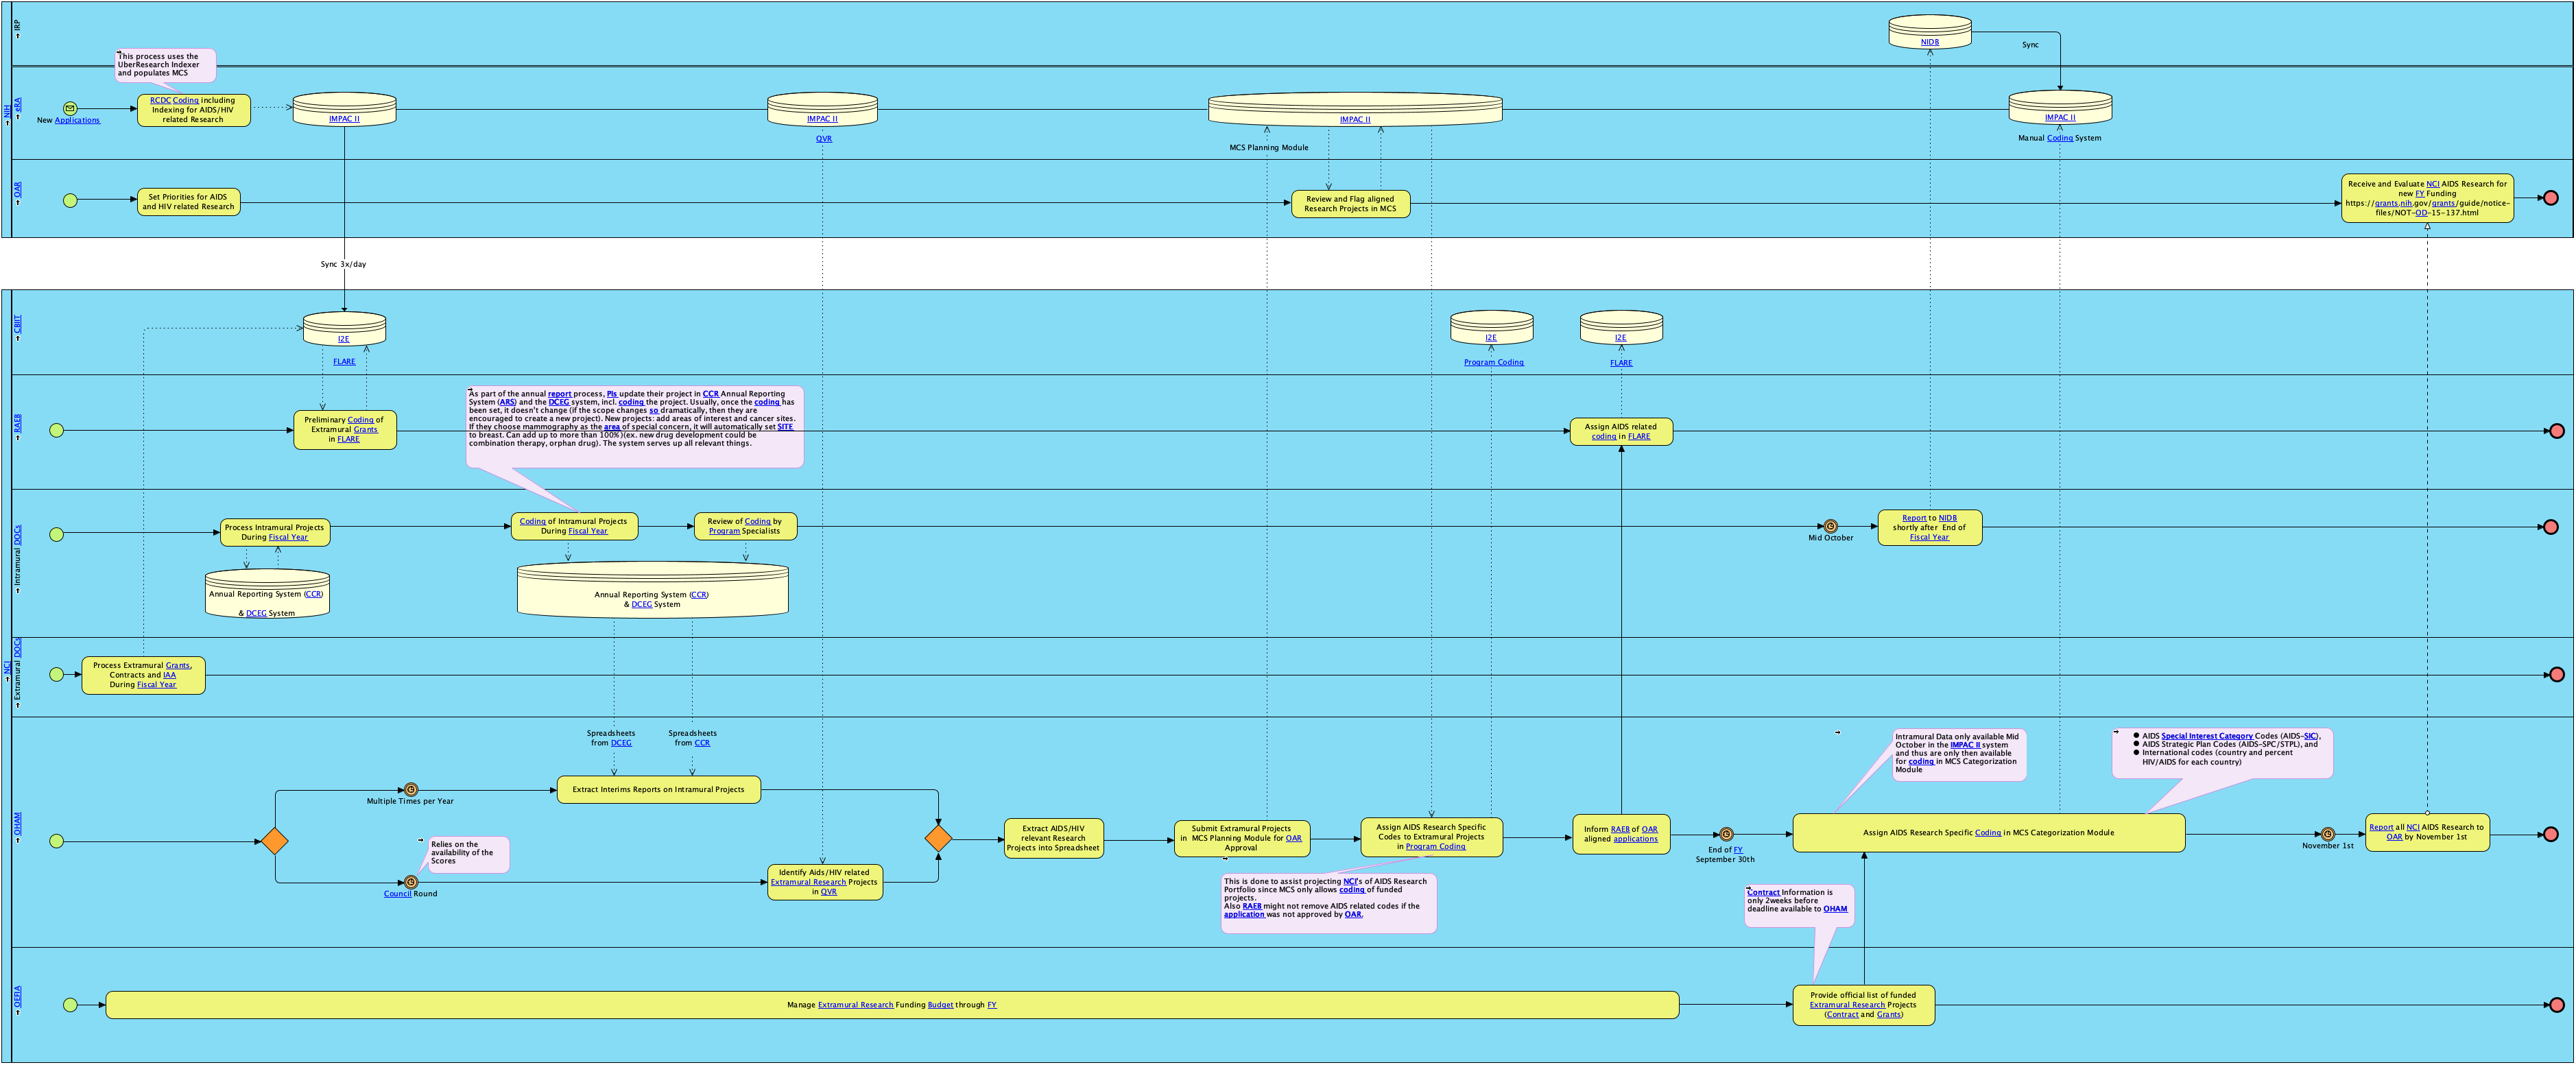 NIH
IRP
NIDB
Sync
This process uses the
UberResearch Indexer
and populates MCS
eRA
New Applications
RCDC Coding including
Indexing for AIDS/HIV
related Research
IMPAC II
IMPAC II
QVR
IMPAC II
MCS Planning Module
IMPAC II
Manual Coding System
OAR
Set Priorities for AIDS
and HIV related Research
Review and Flag aligned
Research Projects in MCS
Receive and Evaluate NCI AIDS Research for
new FY Funding
https://grants.nih.gov/grants/guide/notice-
files/NOT-OD-15-137.html
Sync 3x/day
NCI
CBIIT
I2E
FLARE
I2E
Program Coding
I2E
FLARE
RAEB
Preliminary Coding of
Extramural Grants
in FLARE
As part of the annual report process, PIs update their project in CCR Annual Reporting
System (ARS) and the DCEG system, incl. coding the project. Usually, once the coding has
been set, it doesn't change (if the scope changes so dramatically, then they are
encouraged to create a new project). New projects: add areas of interest and cancer sites.
If they choose mammography as the area of special concern, it will automatically set SITE
to breast. Can add up to more than 100%)(ex. new drug development could be
combination therapy, orphan drug). The system serves up all relevant things.
Assign AIDS related
coding in FLARE
Intramural DOCs
Process Intramural Projects
During Fiscal Year
Annual Reporting System (CCR)
& DCEG System
Coding of Intramural Projects
During Fiscal Year
Review of Coding by
Program Specialists
Annual Reporting System (CCR)
& DCEG System
Mid October
Report to NIDB
shortly after End of
Fiscal Year
Extramural DOCs
Process Extramural Grants,
Contracts and IAA
During Fiscal Year
OHAM
Spreadsheets
from DCEG
Spreadsheets
from CCR
Multiple Times per Year
Extract Interims Reports on Intramural Projects
Relies on the
availability of the
Scores
Council Round
Identify Aids/HIV related
Extramural Research Projects
in QVR
Extract AIDS/HIV
relevant Research
Projects into Spreadsheet
Submit Extramural Projects
in MCS Planning Module for OAR
Approval
Assign AIDS Research Specific
Codes to Extramural Projects
in Program Coding
This is done to assist projecting NCI's of AIDS Research
Portfolio since MCS only allows coding of funded
projects.
Also RAEB might not remove AIDS related codes if the
application was not approved by OAR.
Inform RAEB of OAR
aligned applications
End of FY
September 30th
Intramural Data only available Mid
October in the IMPAC II system
and thus are only then available
for coding in MCS Categorization
Module
● AIDS Special Interest Category Codes (AIDS-SIC),
● AIDS Strategic Plan Codes (AIDS-SPC/STPL), and
● International codes (country and percent
HIV/AIDS for each country)
Assign AIDS Research Specific Coding in MCS Categorization Module
November 1st
Report all NCI AIDS Research to
OAR by November 1st
Contract Information is
only 2weeks before
deadline available to OHAM
OEFIA
Manage Extramural Research Funding Budget through FY
Provide official list of funded
Extramural Research Projects
(Contract and Grants)